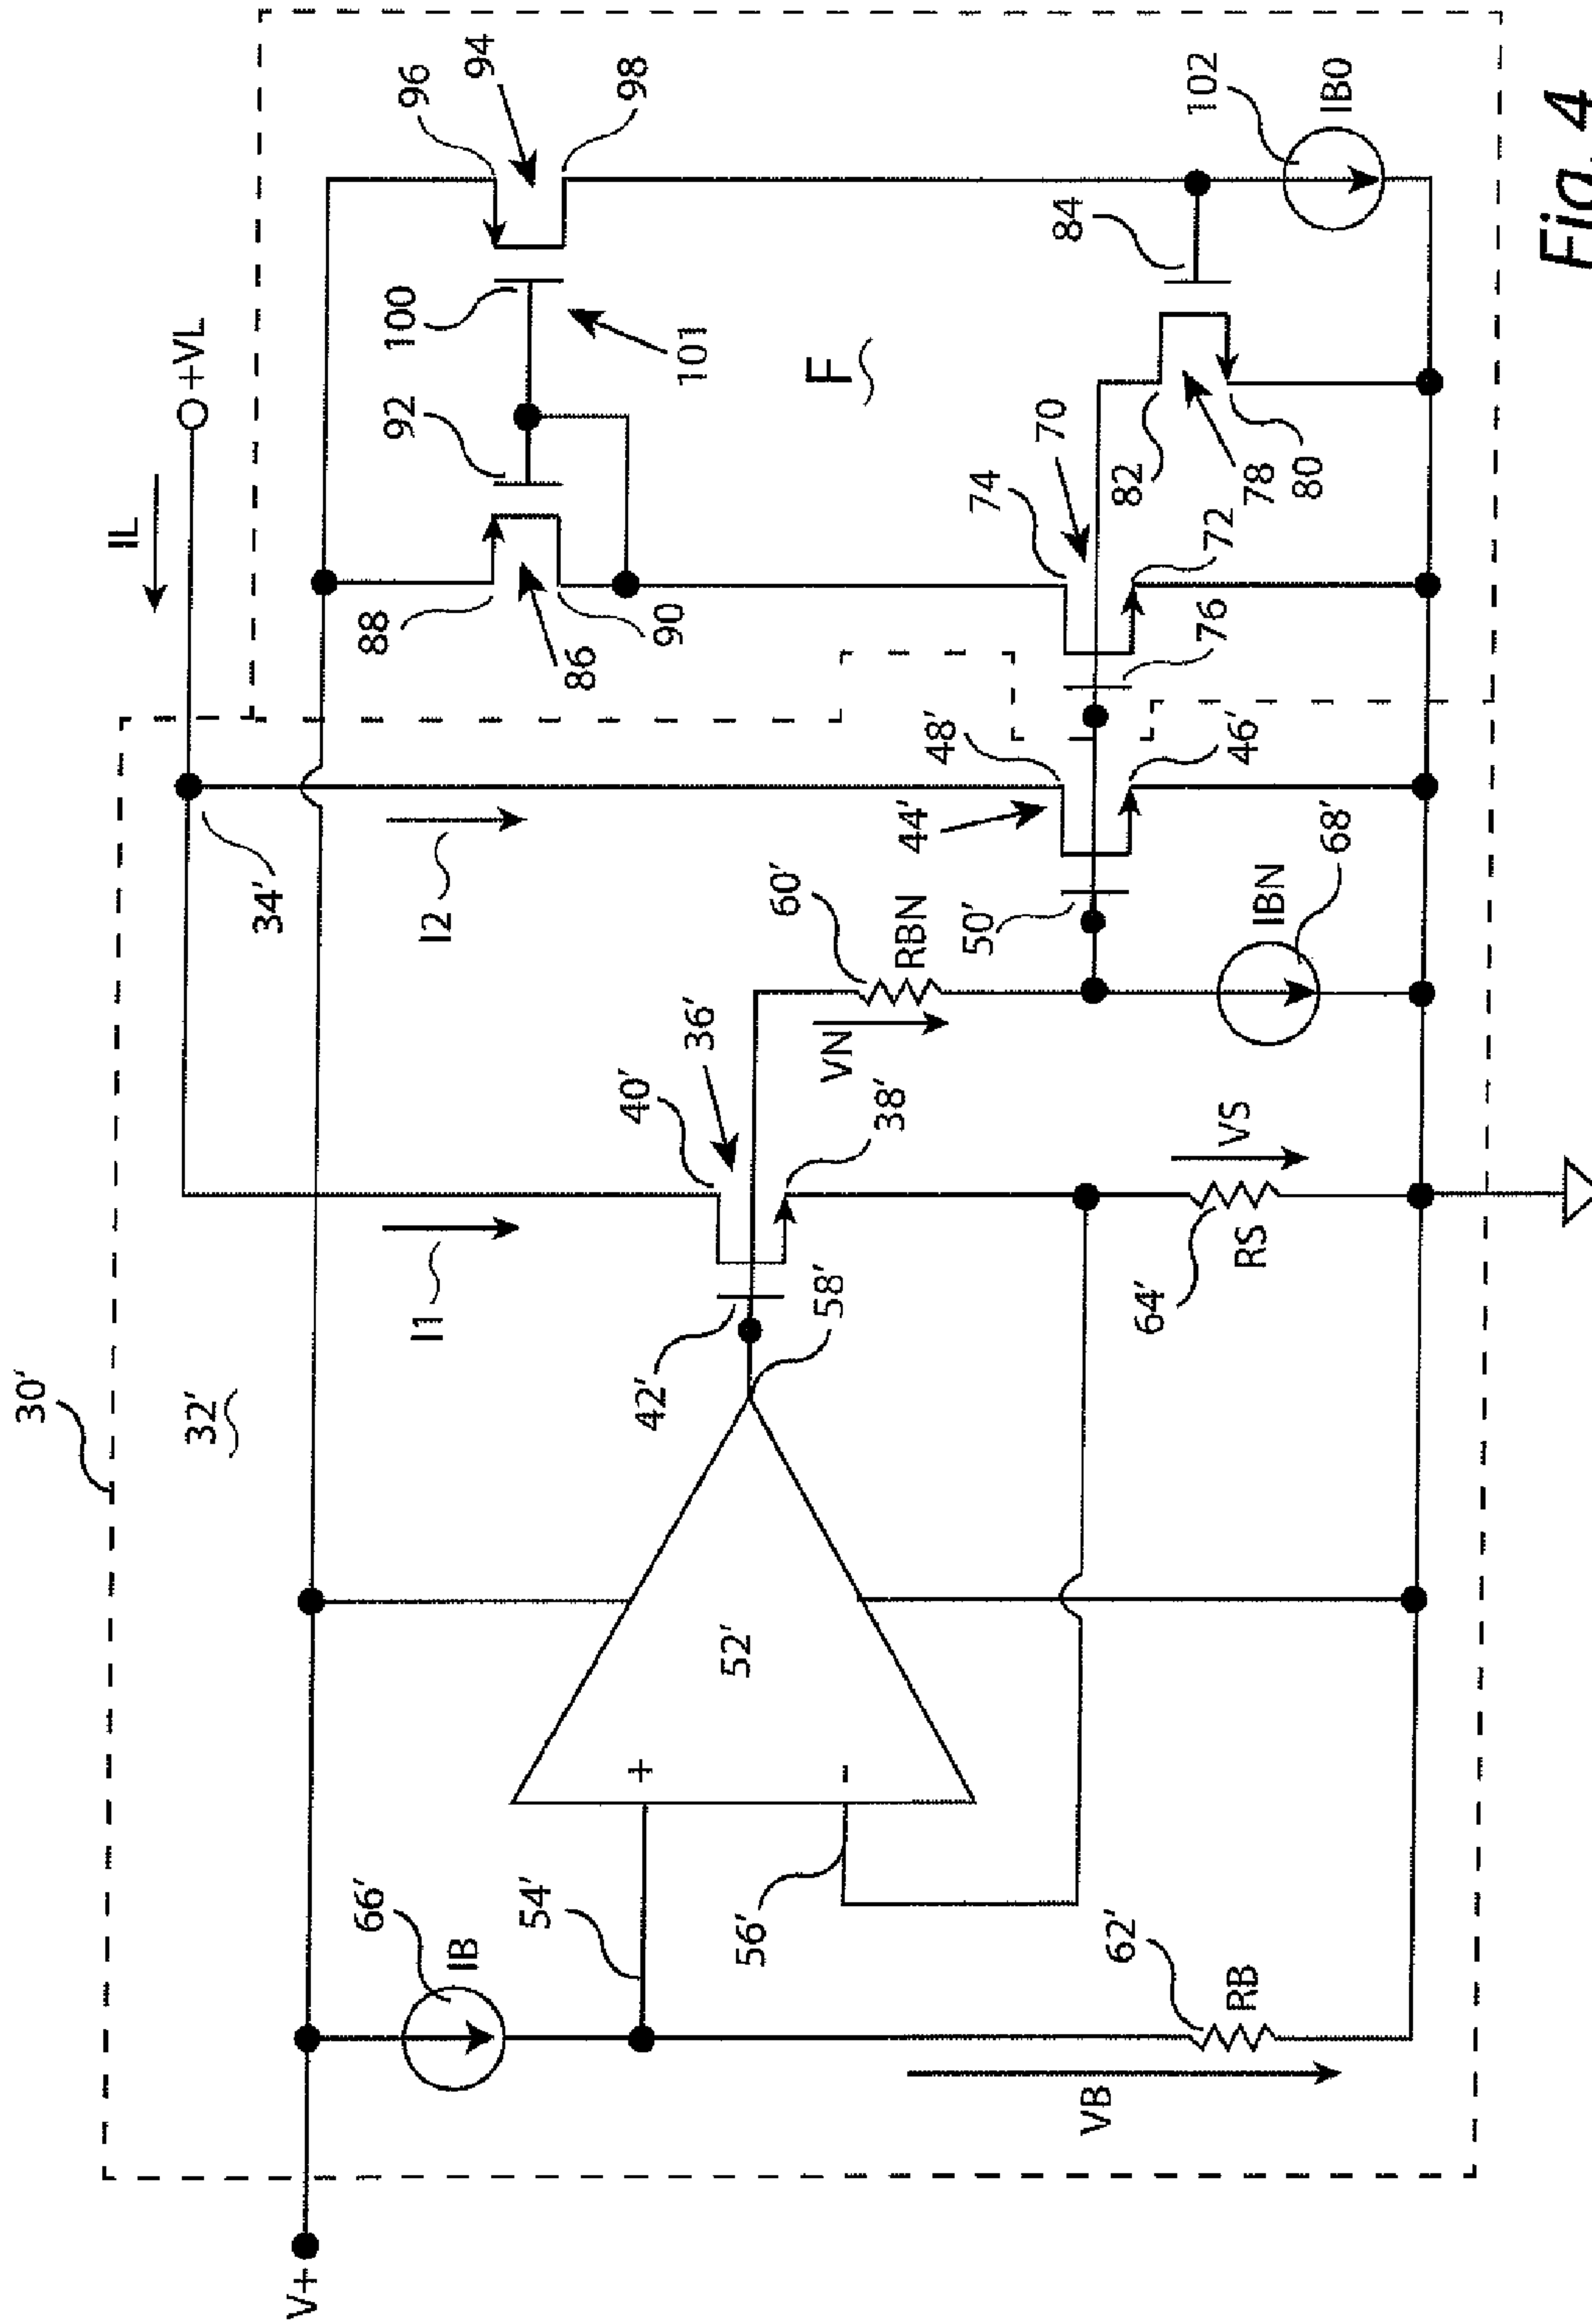 30'
32'
V+
66'
IB
54'
56'
62'
RB
VB
+
-
52'
58'
42'
I1
40'
36'
38'
64'
RS
VS
VN
60'
RBN
50'
IBN
68'
I2
34'
44'
48'
46'
IL
+VL
88
86
90
92
100
101
96
94
98
F
74
70
72
76
82
78
80
84
102
IB0
Fig. 4